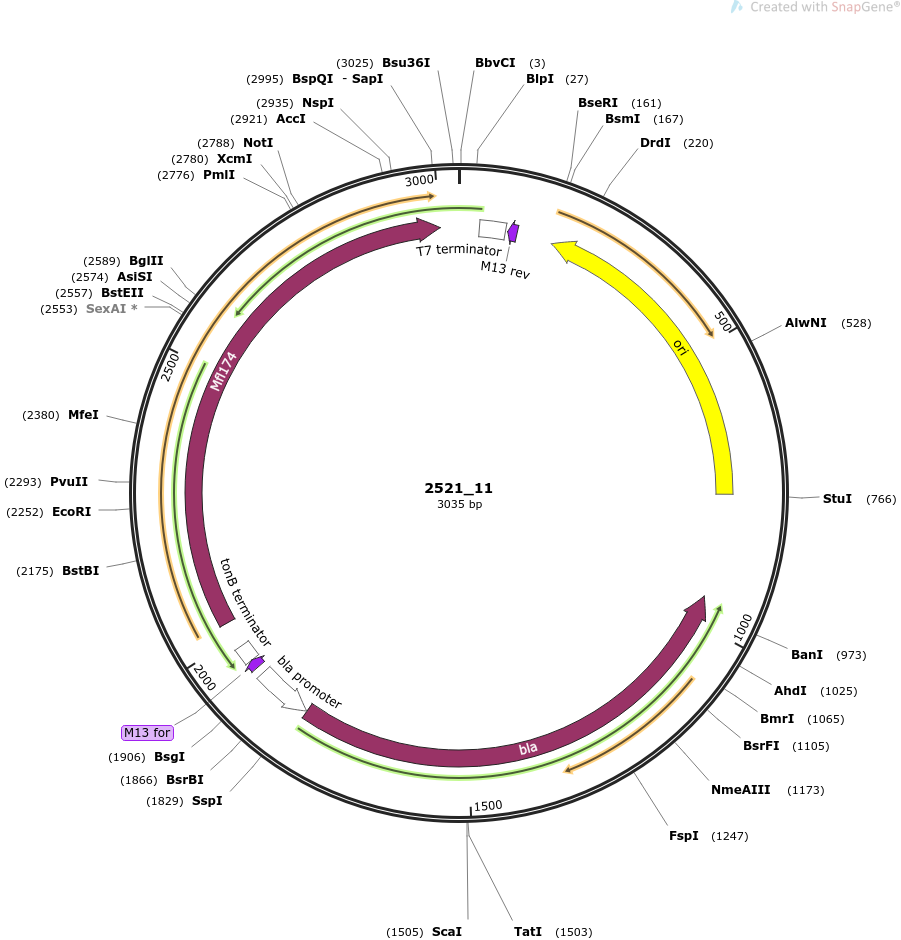 Created with SnapGene®
(3025) Bsu36I
BbvCI (3)
(2995) BspQI - SapI
BlpI (27)
(2935) NspI
BseRI (161)
(2921) AccI
BsmI (167)
(2788) NotI
DrdI (220)
(2780) XcmI
(2776) PmlI
3000
T7 terminator
M13 rev
(2589) BglII
(2574) AsiSI
(2557) BstEII
(2553) SexAI *
500
AlwNI (528)
ori
2500
Mfl174
(2380) MfeI
(2293) PvuII
2521_11
3035 bp
StuI (766)
(2252) EcoRI
(2175) BstBI
tonB terminator
1000
BanI (973)
bla promoter
2000
AhdI (1025)
BmrI (1065)
M13 for
bla
BsrFI (1105)
(1906) BsgI
(1866) BsrBI
NmeAIII (1173)
(1829) SspI
1500
FspI (1247)
(1505) ScaI
TatI (1503)